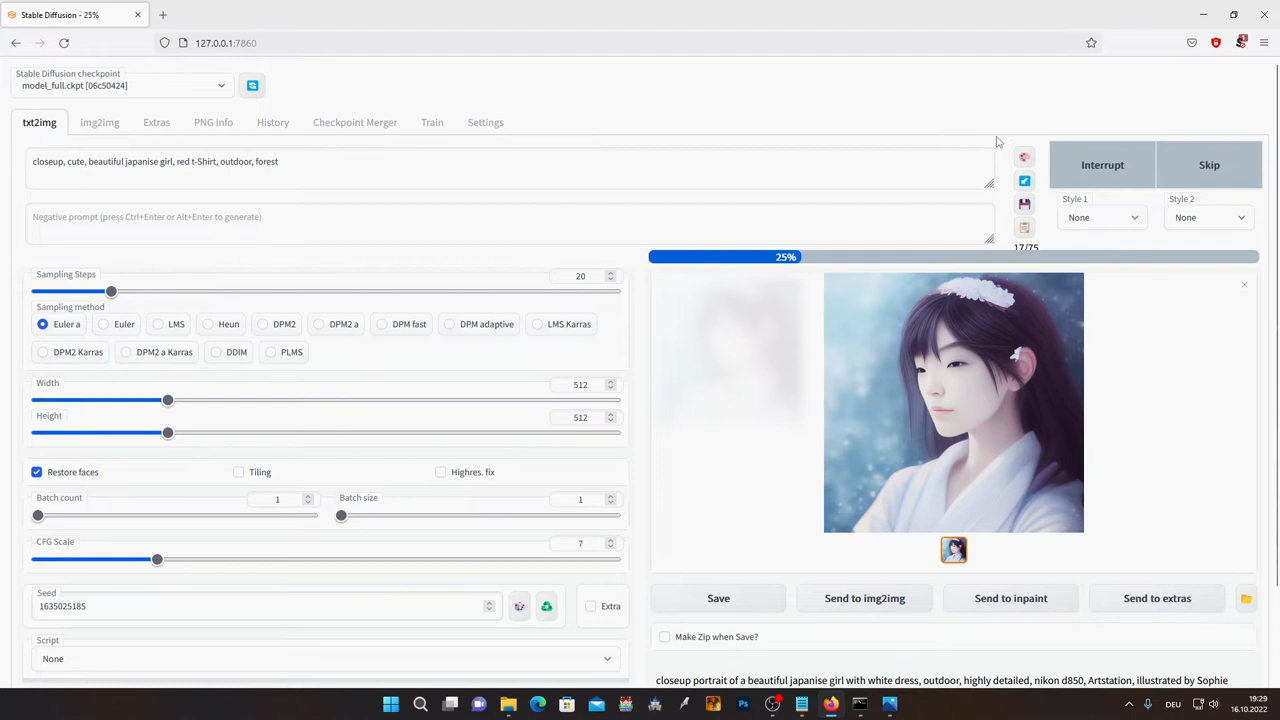 Stable Diffusion - 25%
127.0.0.1:7860
Stable Diffusion checkpoint
model_full.ckpt [06c50424]
txt2img img2img Extras PNG Info History Checkpoint Merger Train Settings
closeup, cute, beautiful japanise girl, red t-Shirt, outdoor, forest
Interrupt Skip
Negative prompt (press Ctrl+Enter or Alt+Enter to generate)
Style 1 Style 2
None None
17/75
25%
Sampling Steps 20
Sampling method
Euler a Euler LMS Heun DPM2 DPM2 a DPM fast DPM adaptive LMS Karras
DPM2 Karras DPM2 a Karras DDIM PLMS
Width 512
Height 512
Restore faces Tiling Highres. fix
Batch count 1 Batch size 1
CFG Scale 7
Seed
1635025185
Extra
Script
None
Save Send to img2img Send to inpaint Send to extras
Make Zip when Save?
closeup portrait of a beautiful japanise girl with white dress, outdoor, highly detailed, nikon d850, Artstation, illustrated by Sophie
DEU
19:29
16.10.2022